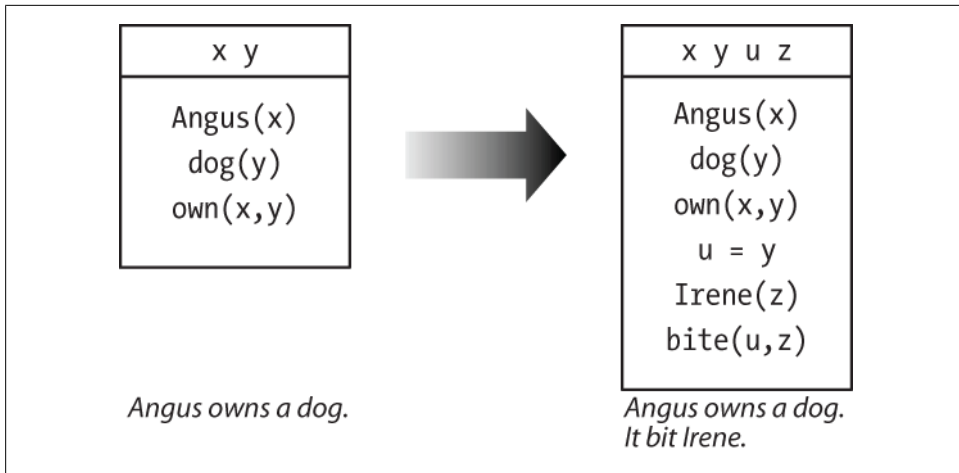 x y
Angus(x)
dog(y)
own(x,y)
Angus owns a dog.
x y u z
Angus(x)
dog(y)
own(x,y)
u = y
Irene(z)
bite(u,z)
Angus owns a dog.
It bit Irene.